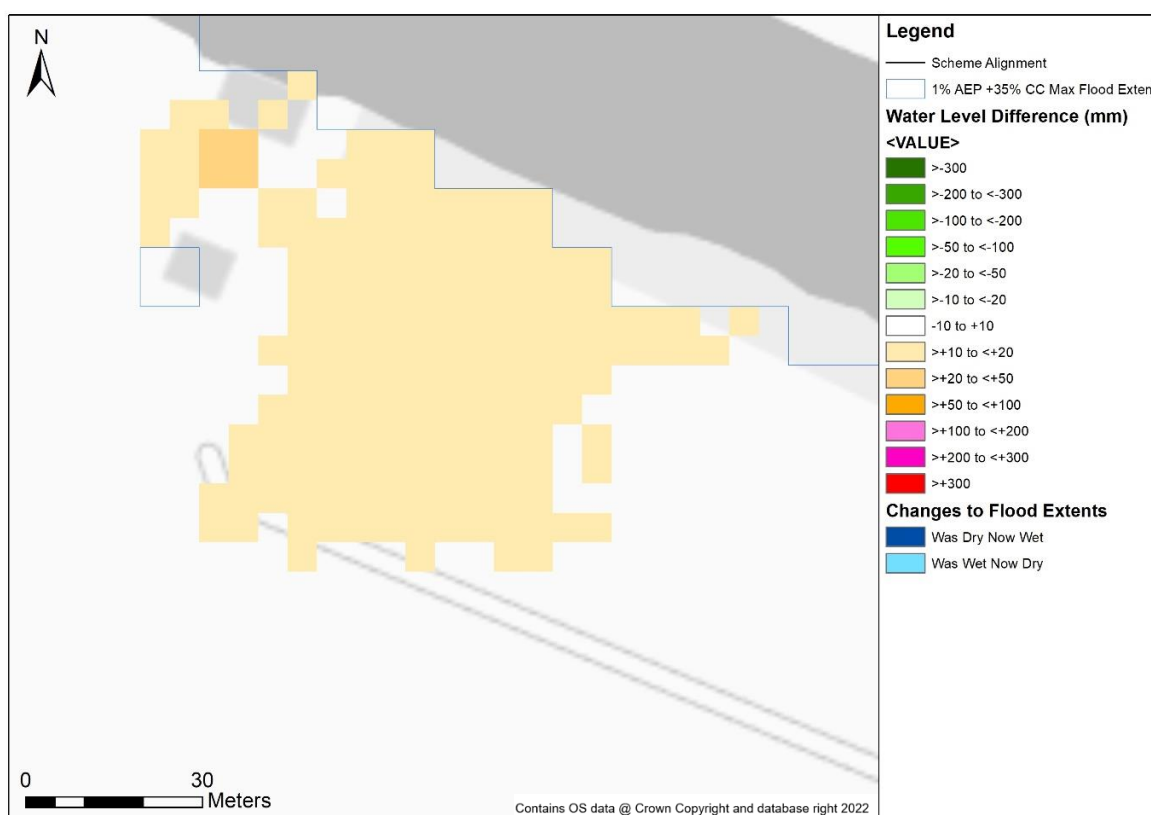 N
0 30
Meters
Contains OS data @ Crown Copyright and database right 2022
Legend
Scheme Alignment
1% AEP +35% CC Max Flood Exten
Water Level Difference (mm)
<VALUE>
>-300
>-200 to <-300
>-100 to <-200
>-50 to <-100
>-20 to <-50
>-10 to <-20
-10 to +10
>+10 to <+20
>+20 to <+50
>+50 to <+100
>+100 to <+200
>+200 to <+300
>+300
Changes to Flood Extents
Was Dry Now Wet
Was Wet Now Dry